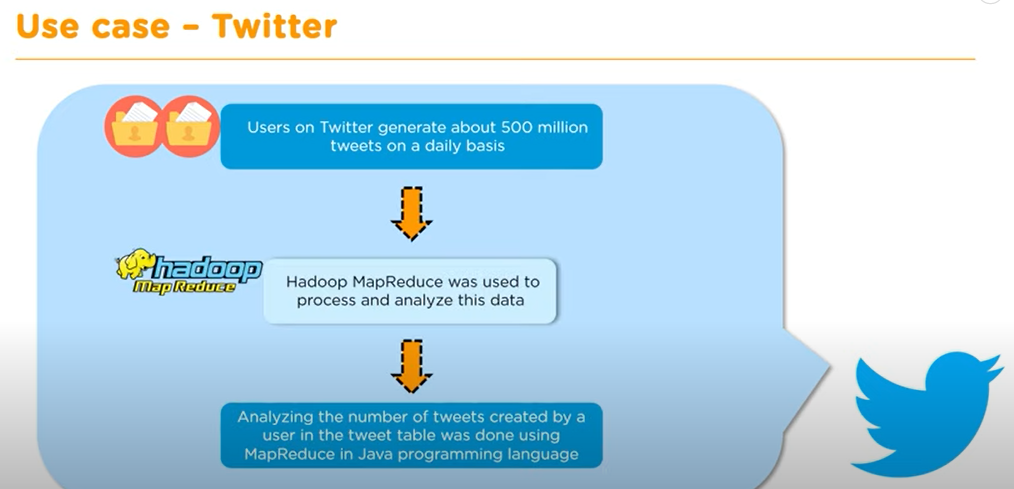 Use case – Twitter
Users on Twitter generate about 500 million
tweets on a daily basis
hadoop
Map Reduce
Hadoop MapReduce was used to
process and analyze this data
Analyzing the number of tweets created by a
user in the tweet table was done using
MapReduce in Java programming language